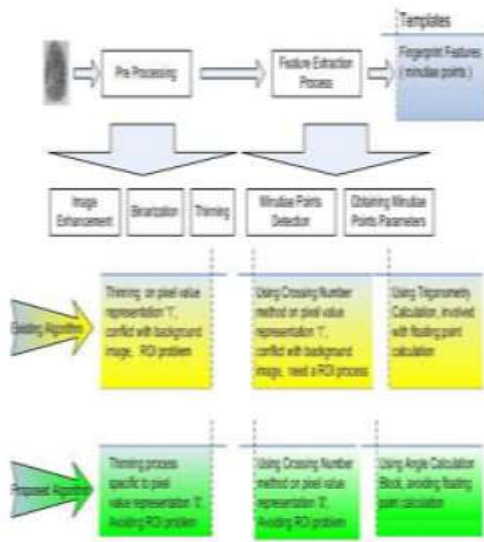 Templates
Pre Processing
Feature Extraction
Process
Fingerprint Features
( minutiae points )
Image
Enhancement
Binarization
Thinning
Minutiae Points
Detection
Obtaining Minutiae
Points Parameters
Existing Algorithm
Thinning on pixel value
representation '1',
conflict with background
image, ROI problem
Using Crossing Number
method on pixel value
representation '1',
conflict with background
image, need a ROI process
Using Trigonometry
Calculation, involved
with floating point
calculation
Proposed Algorithm
Thinning process
specific to pixel
value representation '0',
Avoiding ROI problem
Using Crossing Number
method on pixel value
representation '0',
Avoiding ROI problem
Using Angle Calculation
Block, avoiding floating
point calculation